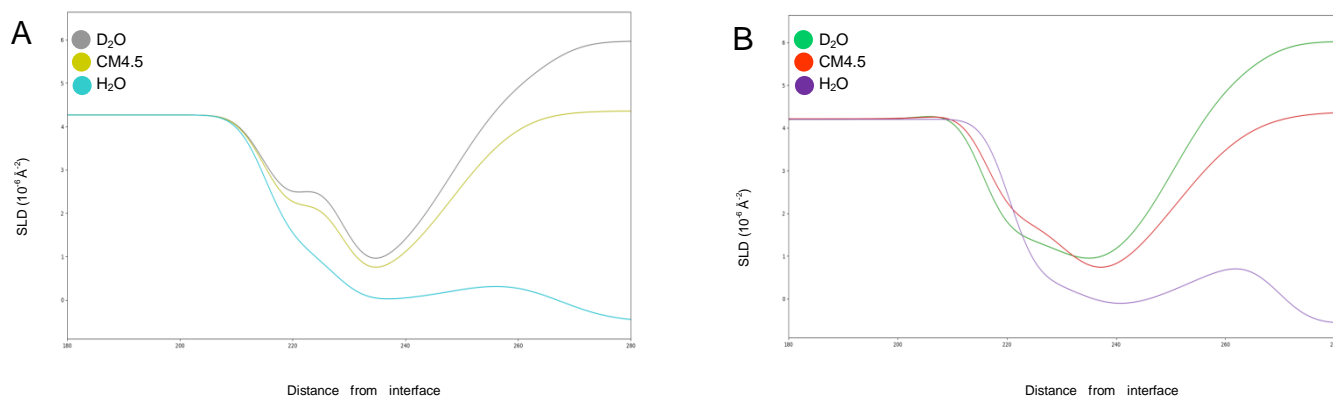 A
D₂O
CM4.5
H₂O
6
5
4
3
2
1
0
SLD (10⁻⁶ Å⁻²)
180
200
220
240
260
280
Distance from interface
B
D₂O
CM4.5
H₂O
6
5
4
3
2
1
0
SLD (10⁻⁶ Å⁻²)
180
200
220
240
260
Distance from interface